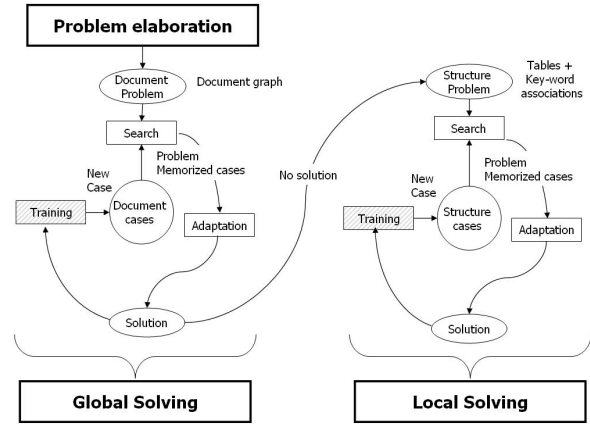 Problem elaboration
Document
Problem
Document graph
Search
Problem
Memorized cases
New
Case
Training
Document
cases
Adaptation
Solution
Global Solving
No solution
Structure
Problem
Tables +
Key-word
associations
Search
Problem
Memorized cases
New
Case
Training
Structure
cases
Adaptation
Solution
Local Solving